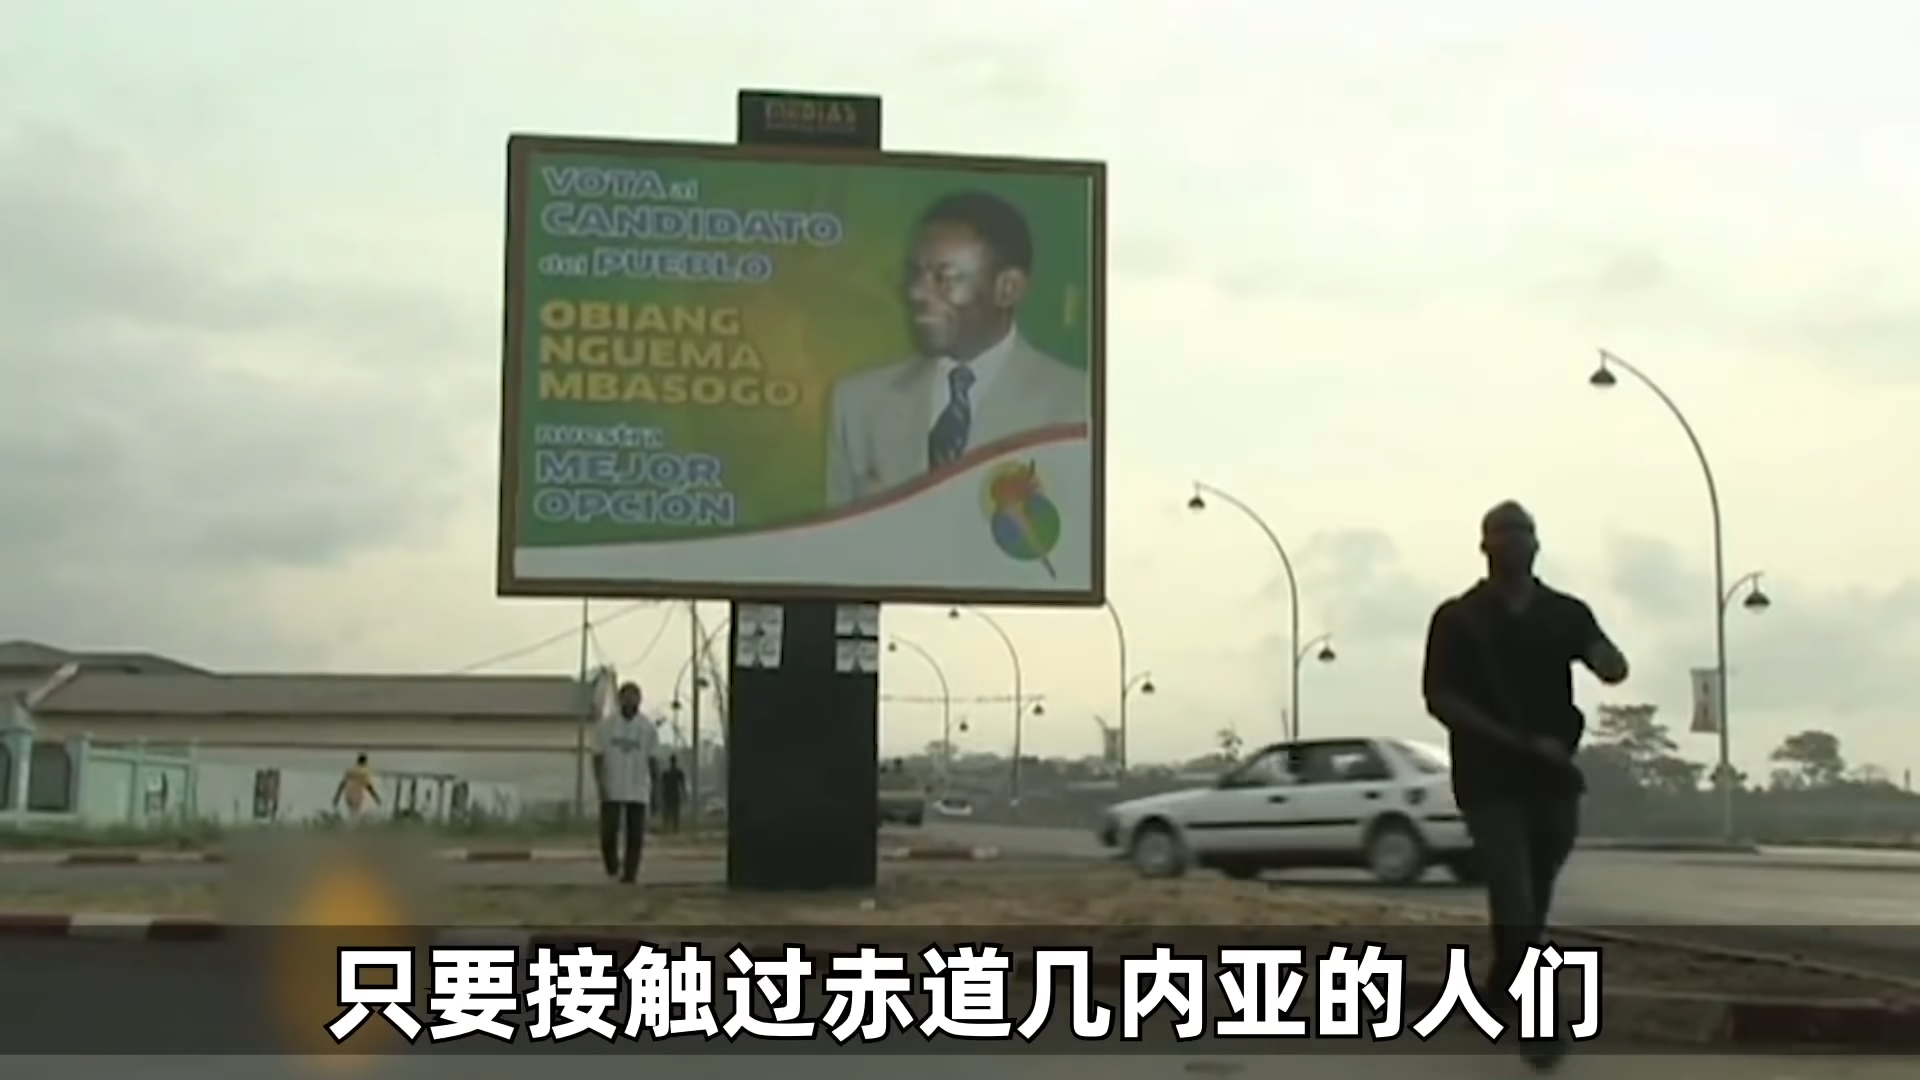 VOTA al
CANDIDATO
del PUEBLO
OBIANG
NGUEMA
MBASOGO
nuestra
MEJOR
OPCIÓN
只要接触过赤道几内亚的人们